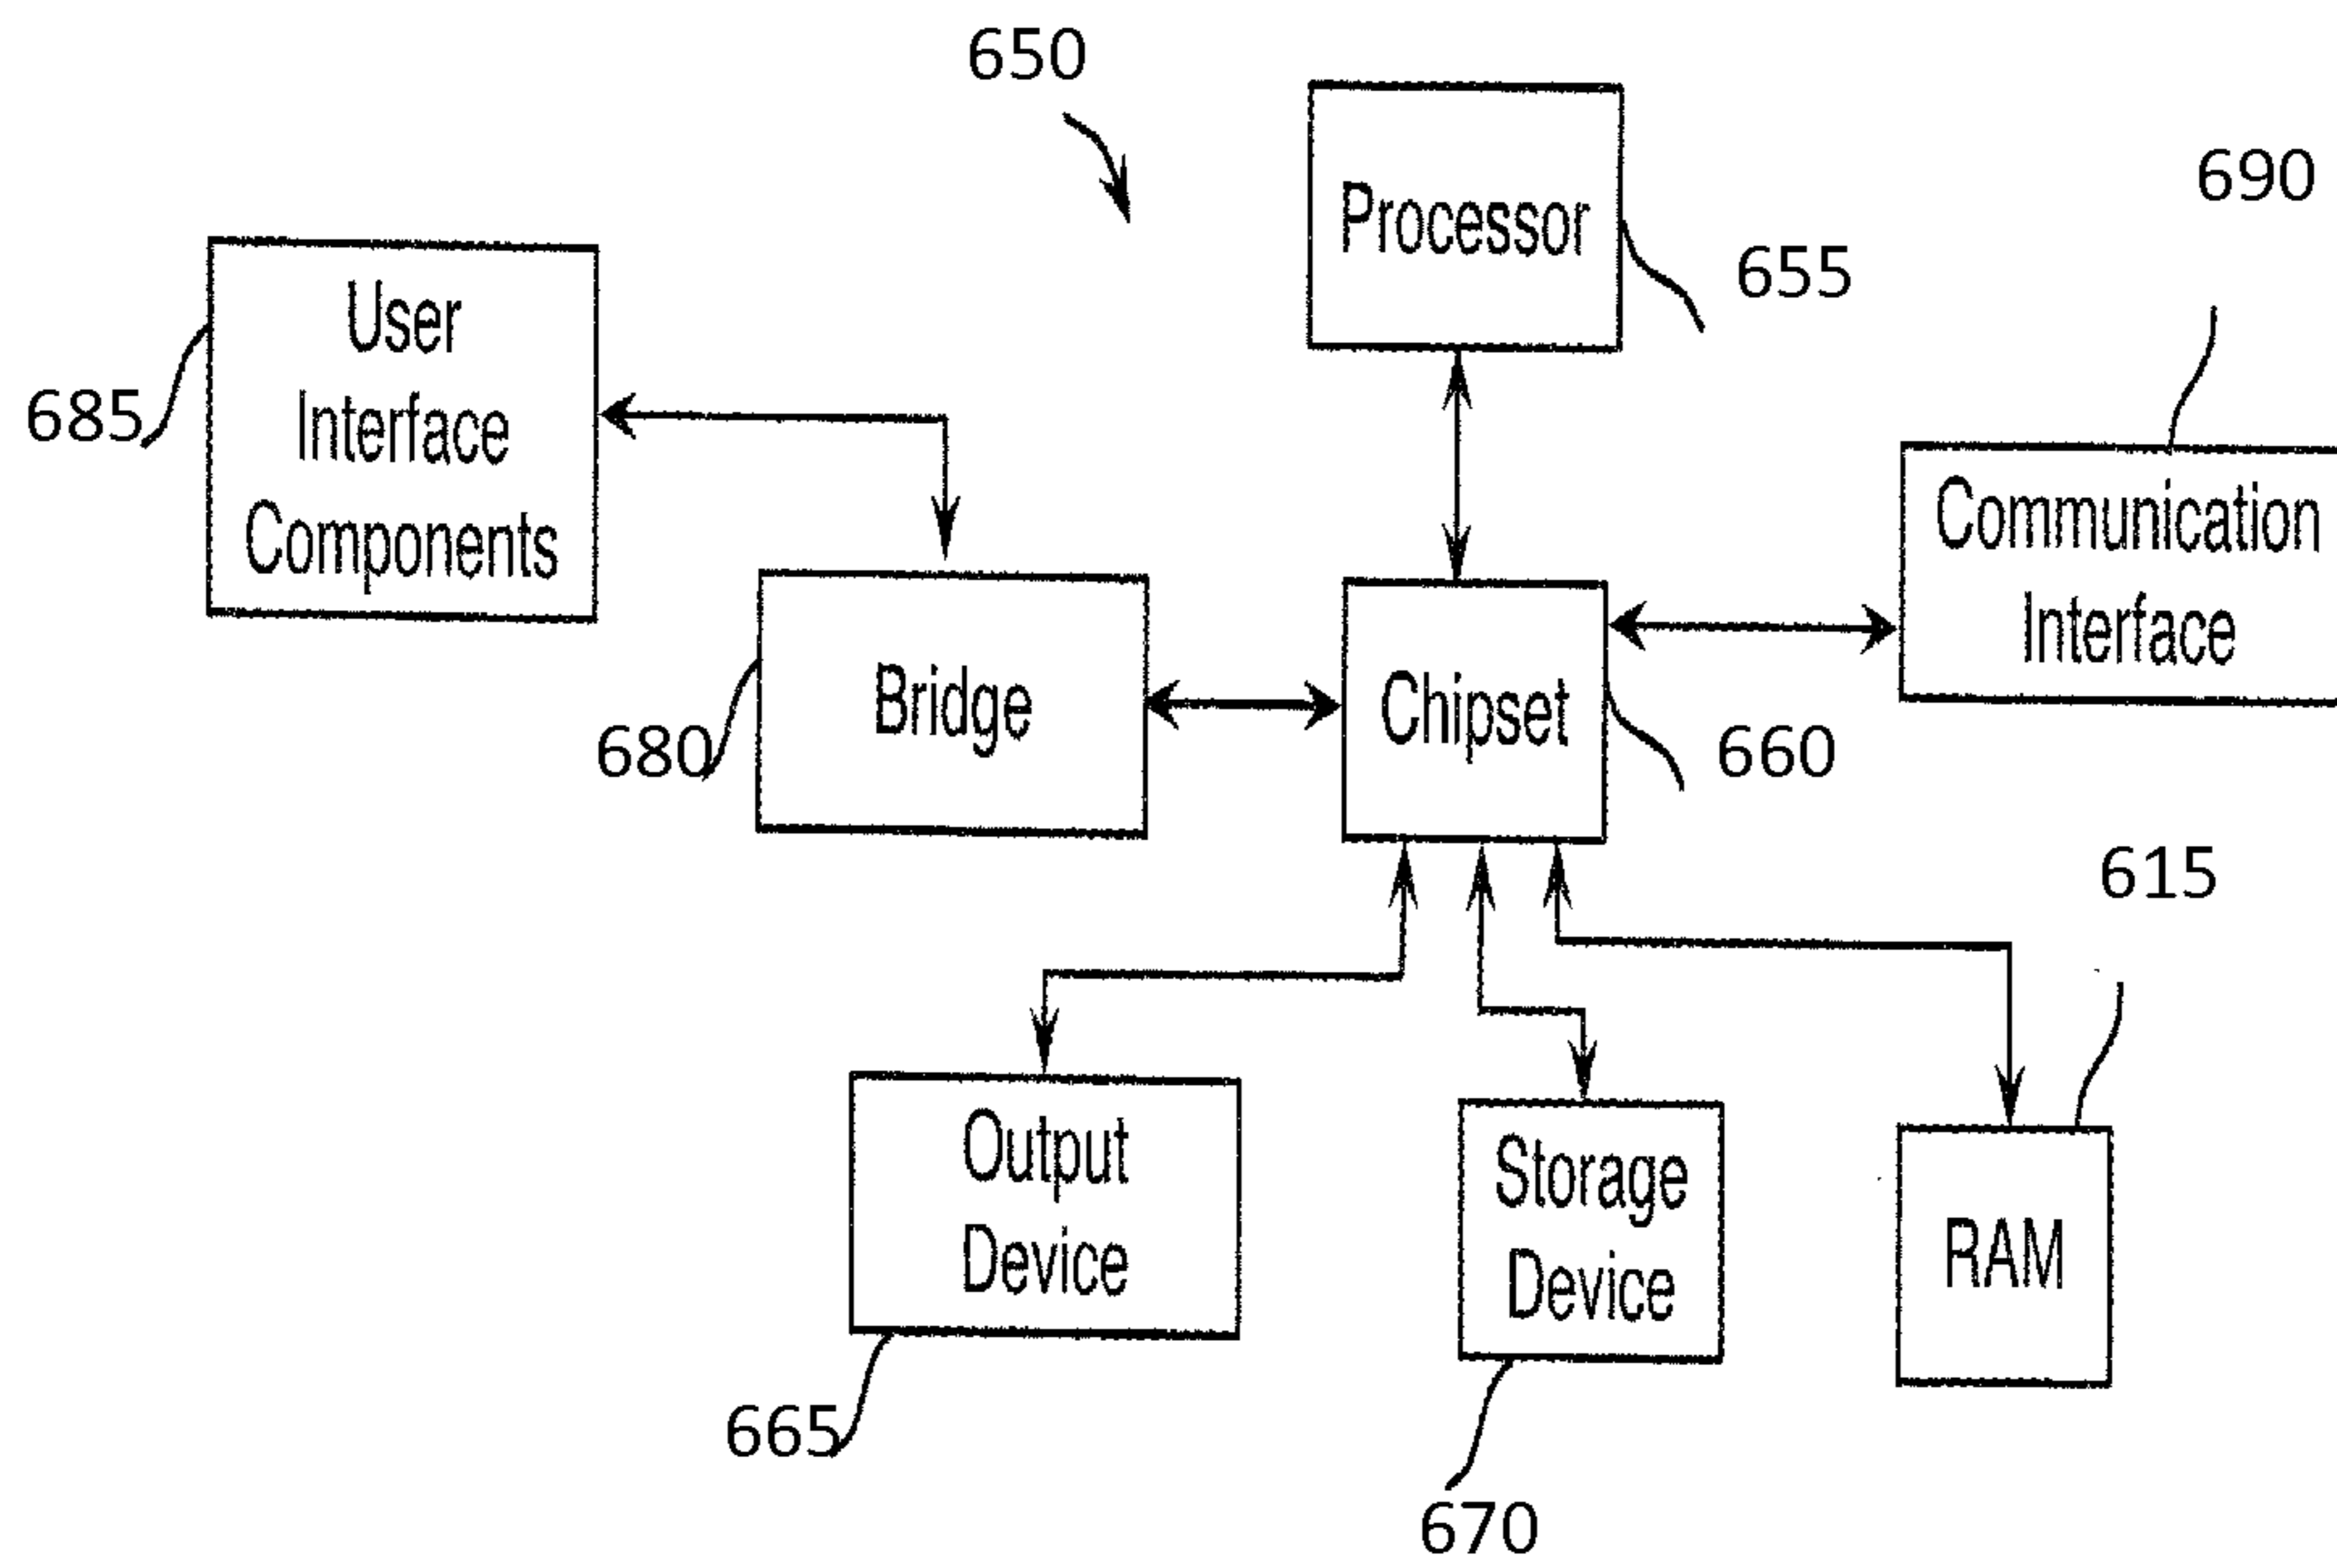 650
Processor
690
655
User
Interface
Components
685
Communication
Interface
Bridge
Chipset
680
660
615
Output
Device
Storage
Device
RAM
665
670